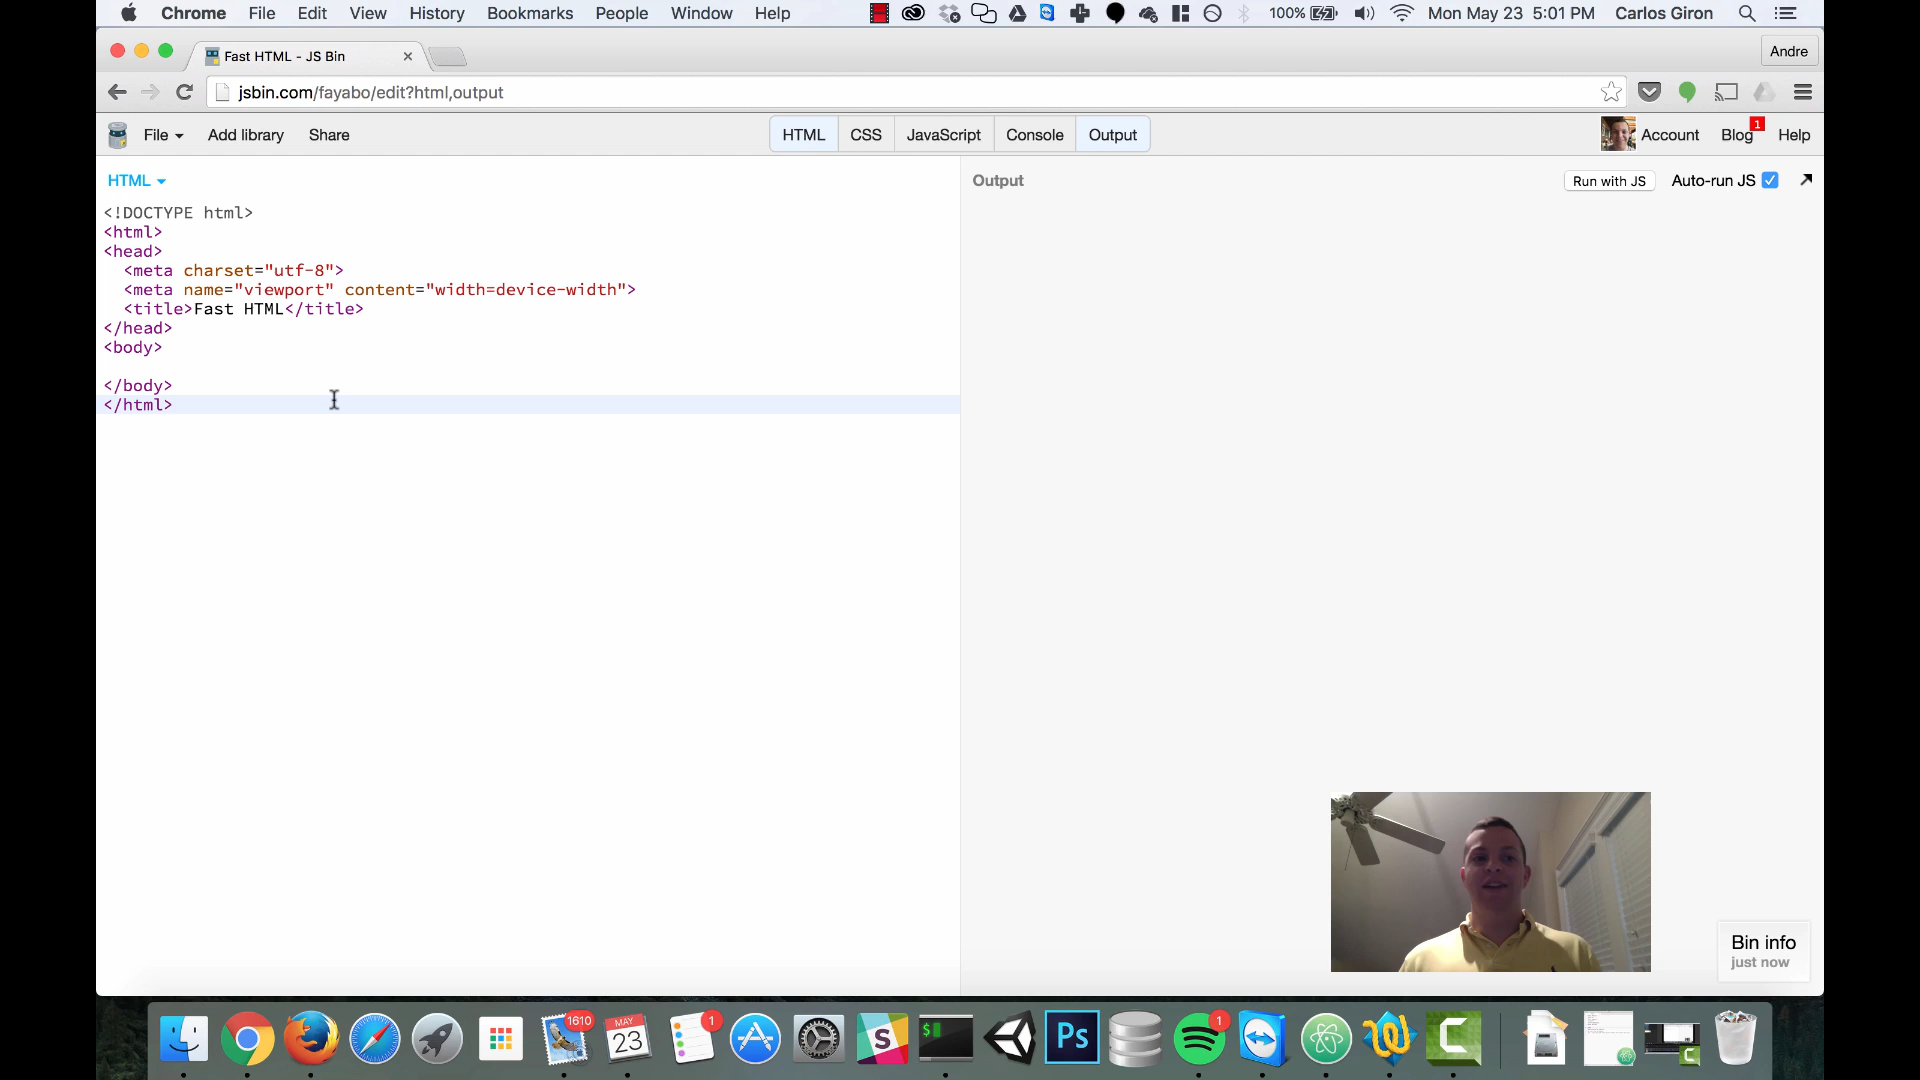 Chrome File Edit View History Bookmarks People Window Help 100% Mon May 23 5:01 PM Carlos Giron
Fast HTML - JS Bin
Andre
jsbin.com/fayabo/edit?html,output
File Add library Share HTML CSS JavaScript Console Output Account Blog 1 Help
HTML
Output Run with JS Auto-run JS
<!DOCTYPE html>
<html>
<head>
<meta charset="utf-8">
<meta name="viewport" content="width=device-width">
<title>Fast HTML</title>
</head>
<body>
</body>
</html>
Bin info
just now
1610 MAY 23 1 $ Ps 1